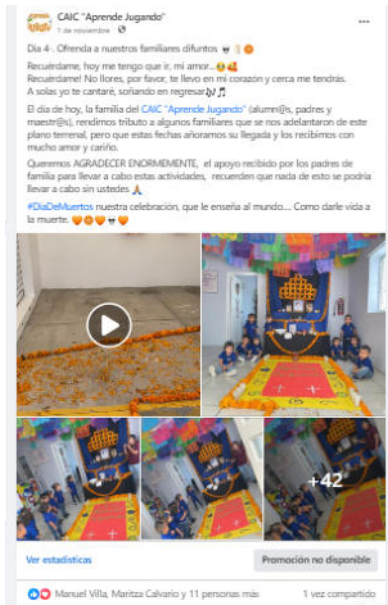 CAIC "Aprende Jugando"
1 de noviembre
Día 4·. Ofrenda a nuestros familiares difuntos
Recuérdame, hoy me tengo que ir, mi amor...
Recuérdame! No llores, por favor, te llevo en mi corazón y cerca me tendrás.
A solas yo te cantaré, soñando en regresar
El día de hoy, la familia del CAIC "Aprende Jugando" (alumn@s, padres y
maestr@s), rendimos tributo a algunos familiares que se nos adelantaron de este
plano terrenal, pero que estas fechas añoramos su llegada y los recibimos con
mucho amor y cariño.
Queremos AGRADECER ENORMEMENTE, el apoyo recibido por los padres de
familia para llevar a cabo estas actividades, recuerden que nada de esto se podría
llevar a cabo sin ustedes
#DíaDeMuertos nuestra celebración, que le enseña al mundo.... Como darle vida a
la muerte.
+42
Ver estadísticas
Promoción no disponible
Manuel Villa, Maritza Calvario y 11 personas más
1 vez compartido